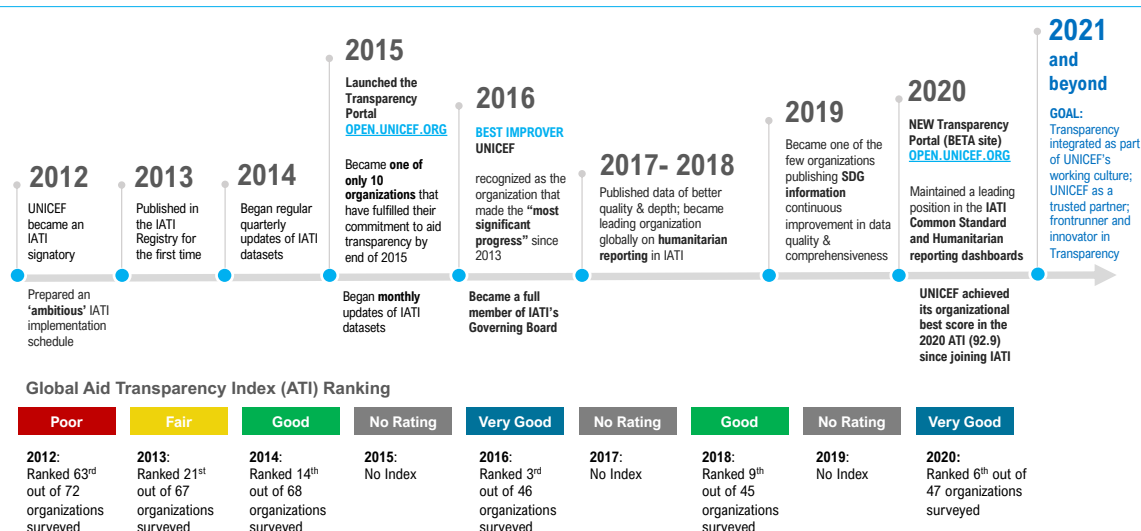 2012
UNICEF
became an
IATI
signatory
Prepared an
‘ambitious’ IATI
implementation
schedule
2013
Published in
the IATI
Registry for
the first time
2014
Began regular
quarterly
updates of IATI
datasets
2015
Launched the
Transparency
Portal
OPEN.UNICEF.ORG
Became one of
only 10
organizations that
have fulfilled their
commitment to aid
transparency by
end of 2015
Began monthly
updates of IATI
datasets
2016
BEST IMPROVER
UNICEF
recognized as the
organization that
made the “most
significant
progress” since
2013
Became a full
member of IATI’s
Governing Board
2017- 2018
Published data of better
quality & depth; became
leading organization
globally on humanitarian
reporting in IATI
2019
Became one of the
few organizations
publishing SDG
information
continuous
improvement in data
quality &
comprehensiveness
2020
NEW Transparency
Portal (BETA site)
OPEN.UNICEF.ORG
Maintained a leading
position in the IATI
Common Standard
and Humanitarian
reporting dashboards
UNICEF achieved
its organizational
best score in the
2020 ATI (92.9)
since joining IATI
2021
and
beyond
GOAL:
Transparency
integrated as part
of UNICEF’s
working culture;
UNICEF as a
trusted partner;
frontrunner and
innovator in
Transparency
Global Aid Transparency Index (ATI) Ranking
Poor
2012:
Ranked 63rd
out of 72
organizations
surveyed
Fair
2013:
Ranked 21st
out of 67
organizations
surveyed
Good
2014:
Ranked 14th
out of 68
organizations
surveyed
No Rating
2015:
No Index
Very Good
2016:
Ranked 3rd
out of 46
organizations
surveyed
No Rating
2017:
No Index
Good
2018:
Ranked 9th
out of 45
organizations
surveyed
No Rating
2019:
No Index
Very Good
2020:
Ranked 6th out of
47 organizations
surveyed